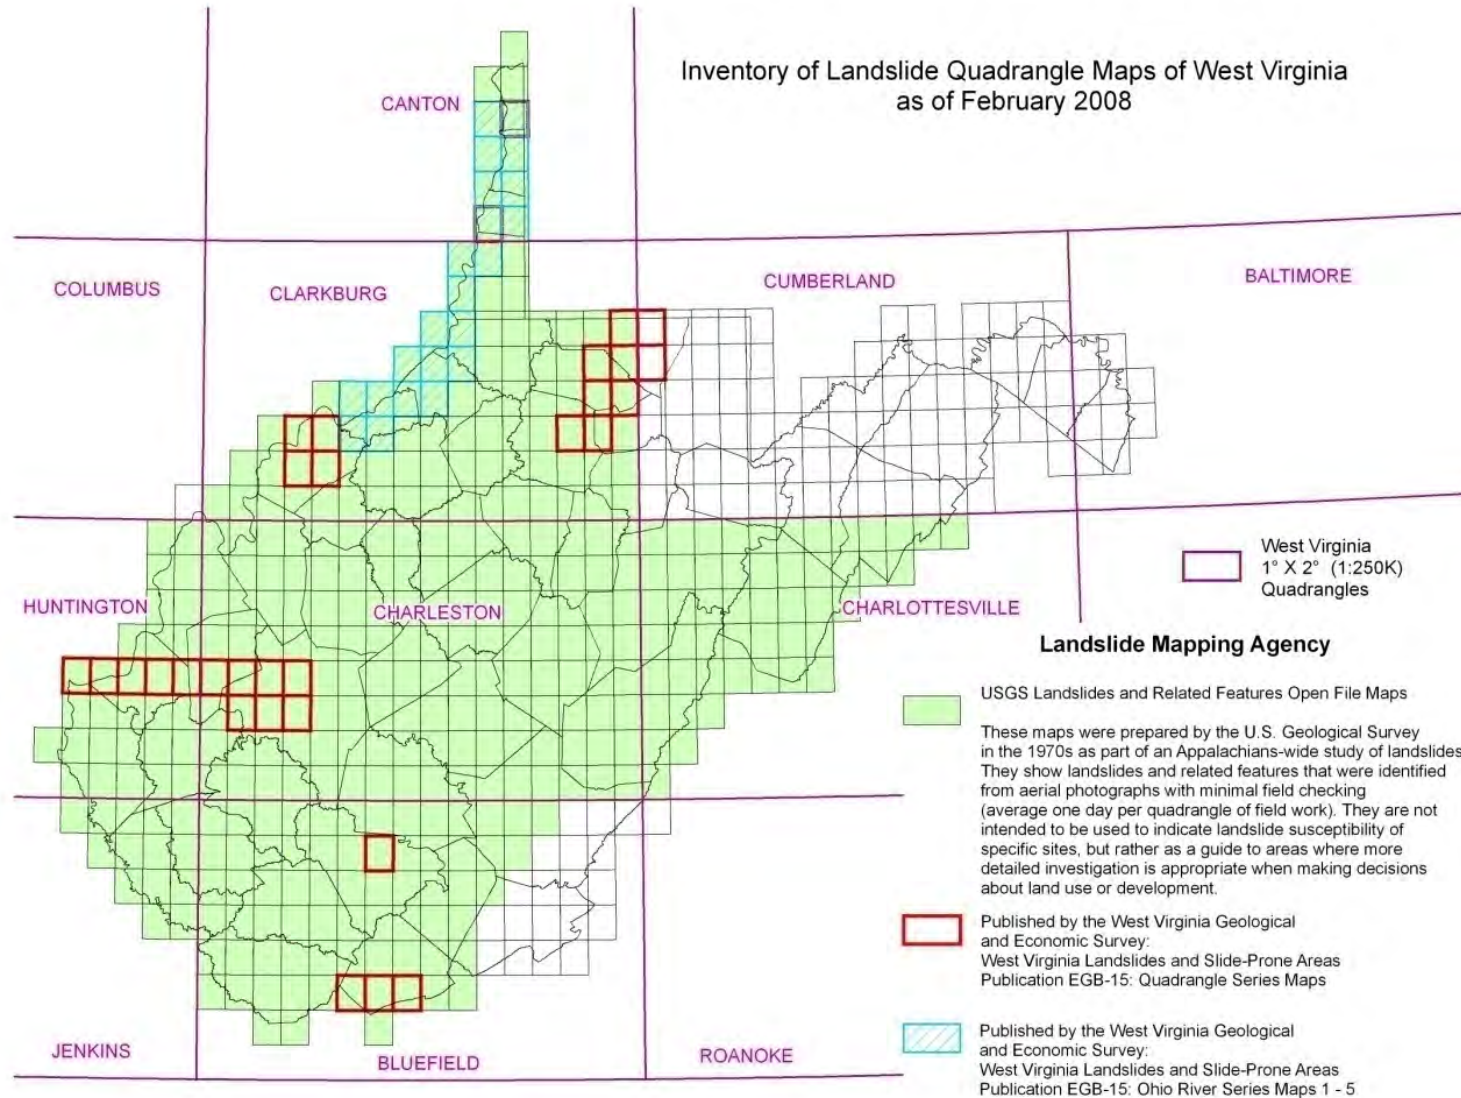 Inventory of Landslide Quadrangle Maps of West Virginia
as of February 2008
CANTON
COLUMBUS
CLARKBURG
CUMBERLAND
BALTIMORE
HUNTINGTON
CHARLESTON
CHARLOTTESVILLE
JENKINS
BLUEFIELD
ROANOKE
West Virginia
1° X 2° (1:250K)
Quadrangles
Landslide Mapping Agency
USGS Landslides and Related Features Open File Maps
These maps were prepared by the U.S. Geological Survey
in the 1970s as part of an Appalachians-wide study of landslides
They show landslides and related features that were identified
from aerial photographs with minimal field checking
(average one day per quadrangle of field work). They are not
intended to be used to indicate landslide susceptibility of
specific sites, but rather as a guide to areas where more
detailed investigation is appropriate when making decisions
about land use or development.
Published by the West Virginia Geological
and Economic Survey:
West Virginia Landslides and Slide-Prone Areas
Publication EGB-15: Quadrangle Series Maps
Published by the West Virginia Geological
and Economic Survey:
West Virginia Landslides and Slide-Prone Areas
Publication EGB-15: Ohio River Series Maps 1 - 5